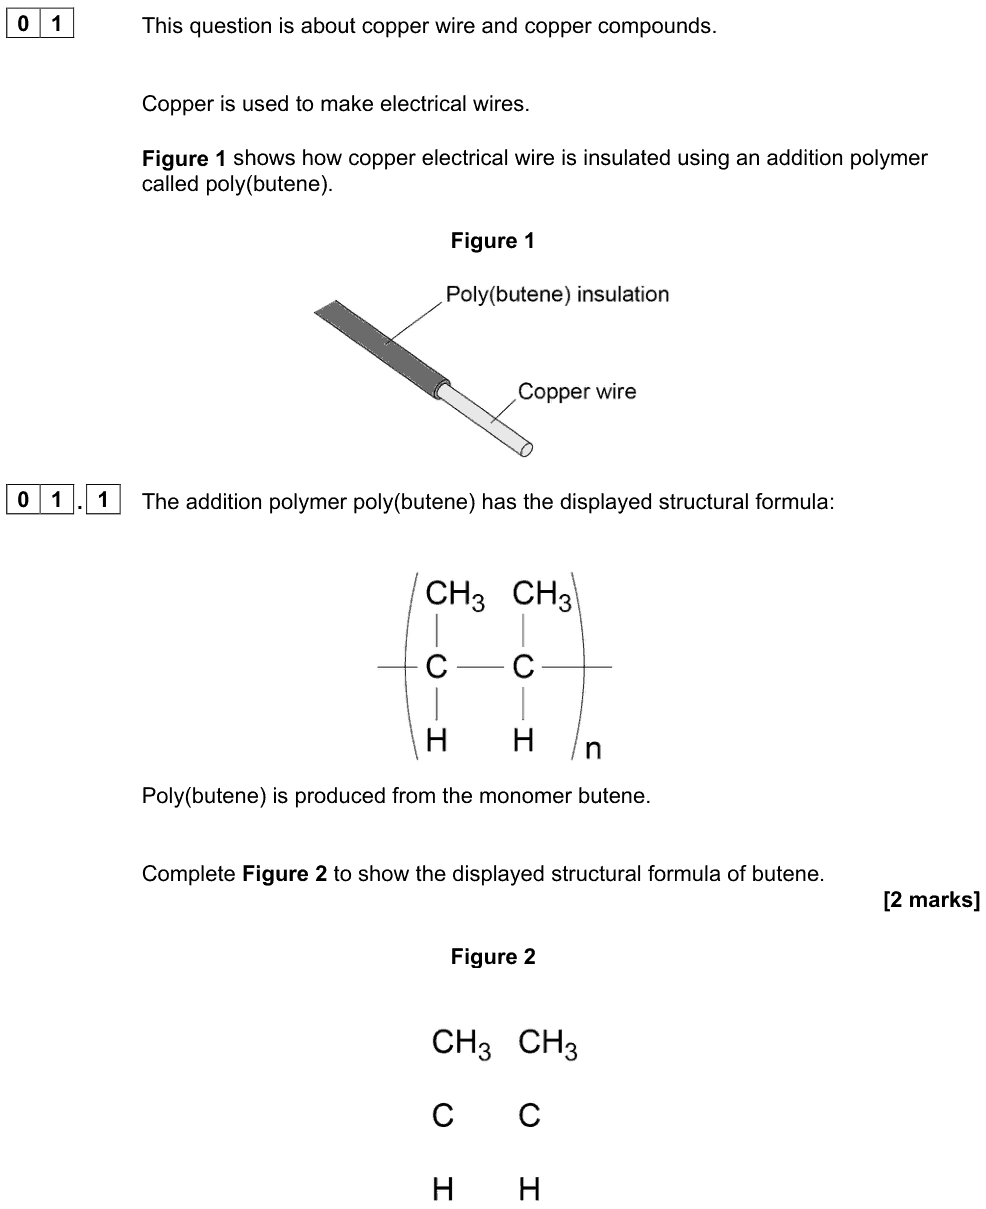 0 1 This question is about copper wire and copper compounds.
Copper is used to make electrical wires.
Figure 1 shows how copper electrical wire is insulated using an addition polymer
called poly(butene).
Figure 1
Poly(butene) insulation
Copper wire
0 1 . 1 The addition polymer poly(butene) has the displayed structural formula:
CH3 CH3
C C
H H
n
Poly(butene) is produced from the monomer butene.
Complete Figure 2 to show the displayed structural formula of butene.
[2 marks]
Figure 2
CH3 CH3
C C
H H